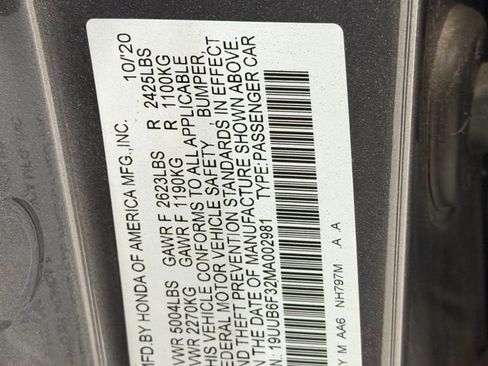 MFD.BY HONDA OF AMERICA MFG.,INC. 10/20
VWR 5004LBS GAWR F 2623LBS R 2425LBS
VWR 2270KG GAWR F 1190KG R 1100KG
THIS VEHICLE CONFORMS TO ALL APPLICABLE
FEDERAL MOTOR VEHICLE SAFETY, BUMPER,
AND THEFT PREVENTION STANDARDS IN EFFECT
ON THE DATE OF MANUFACTURE SHOWN ABOVE.
N: 19UUB6F32MA002981 TYPE:PASSENGER CAR
Y M AA6 NH797M .A .A